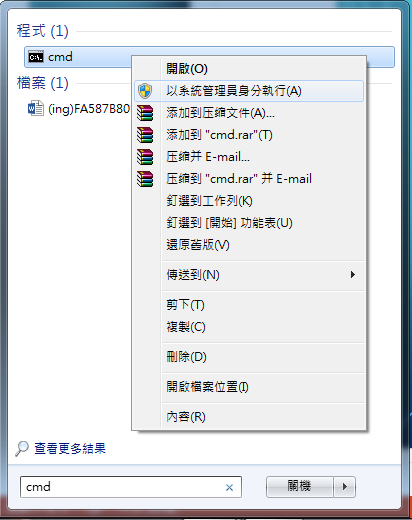 程式 (1)
cmd
檔案 (1)
(ing)FA587B80
開啟(O)
以系統管理員身分執行(A)
添加到压缩文件(A)...
添加到 "cmd.rar"(T)
压缩并 E-mail...
压缩到 "cmd.rar" 并 E-mail
釘選到工作列(K)
釘選到 [開始] 功能表(U)
還原舊版(V)
傳送到(N)
剪下(T)
複製(C)
刪除(D)
開啟檔案位置(I)
內容(R)
查看更多結果
cmd
關機